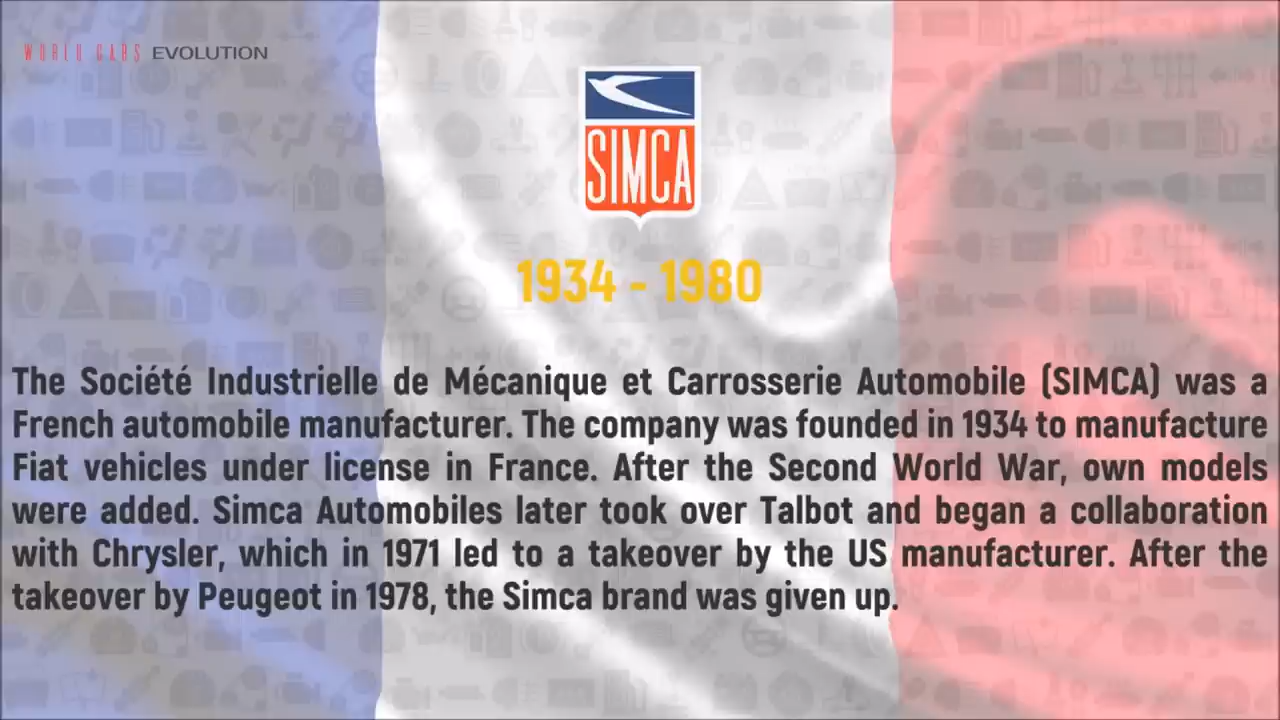 WORLD CARS EVOLUTION
SIMCA
1934 - 1980
The Société Industrielle de Mécanique et Carrosserie Automobile (SIMCA) was a
French automobile manufacturer. The company was founded in 1934 to manufacture
Fiat vehicles under license in France. After the Second World War, own models
were added. Simca Automobiles later took over Talbot and began a collaboration
with Chrysler, which in 1971 led to a takeover by the US manufacturer. After the
takeover by Peugeot in 1978, the Simca brand was given up.